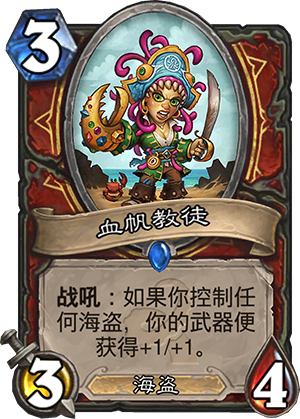 3
血帆教徒
战吼：如果你控制任
何海盗，你的武器便
获得+1/+1。
3
海盗
4